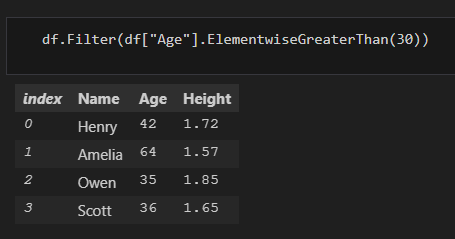 df.Filter(df["Age"].ElementwiseGreaterThan(30))
index Name Age Height
0 Henry 42 1.72
1 Amelia 64 1.57
2 Owen 35 1.85
3 Scott 36 1.65